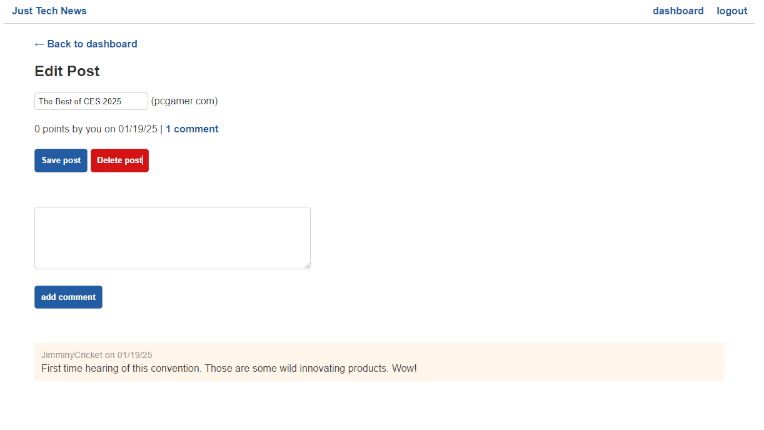 Just Tech News dashboard logout
← Back to dashboard
Edit Post
The Best of CES 2025 (pcgamer.com)
0 points by you on 01/19/25 | 1 comment
Save post Delete post
add comment
JimminyCricket on 01/19/25
First time hearing of this convention. Those are some wild innovating products. Wow!